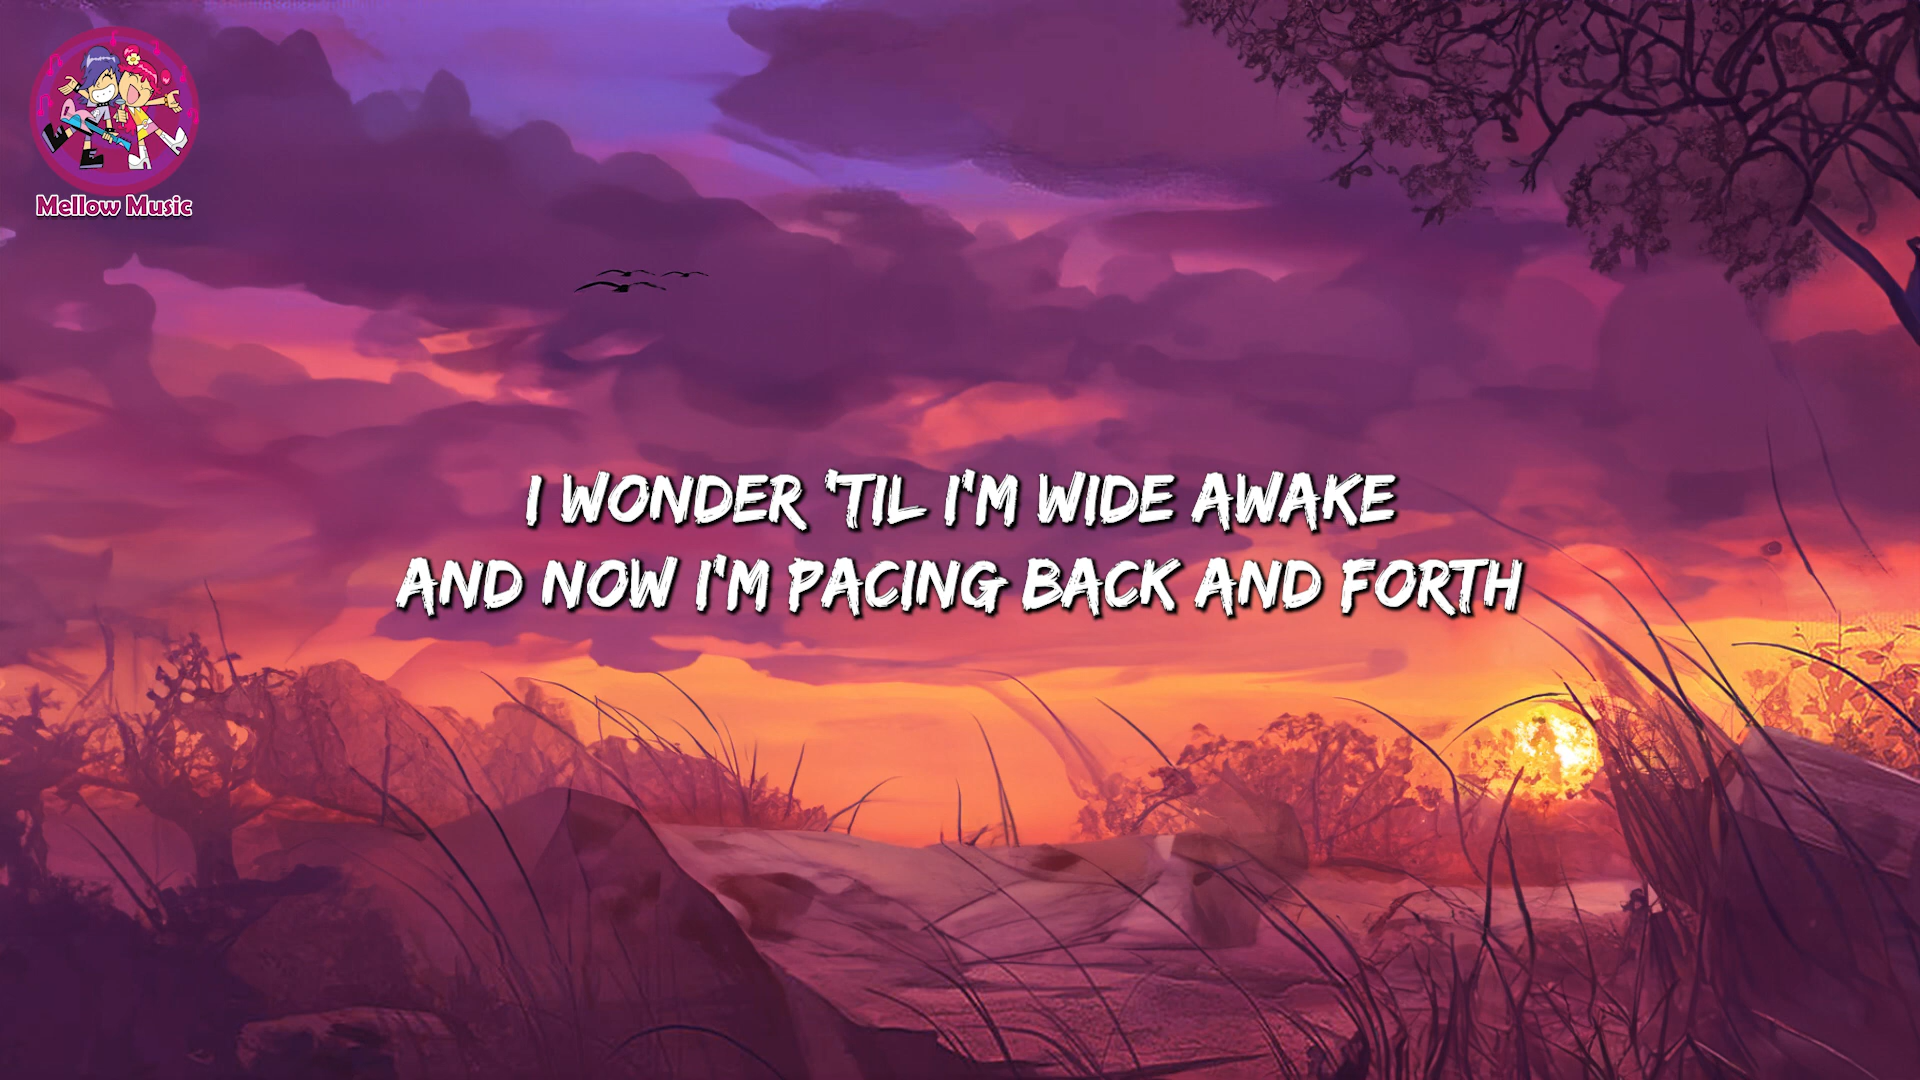 Mellow Music
I WONDER 'TIL I'M WIDE AWAKE
AND NOW I'M PACING BACK AND FORTH